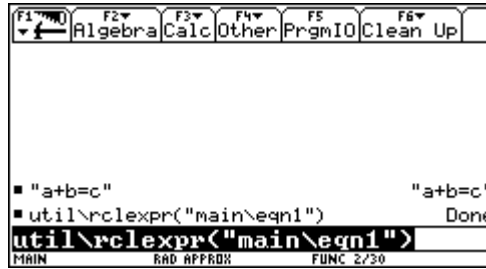 F1 F2 F3 F4 F5 F6
Algebra Calc Other PrgmIO Clean Up
"a+b=c" "a+b=c"
util\rclexpr("main\eqn1") Done
util\rclexpr("main\eqn1")
MAIN RAD APPROX FUNC 2/30